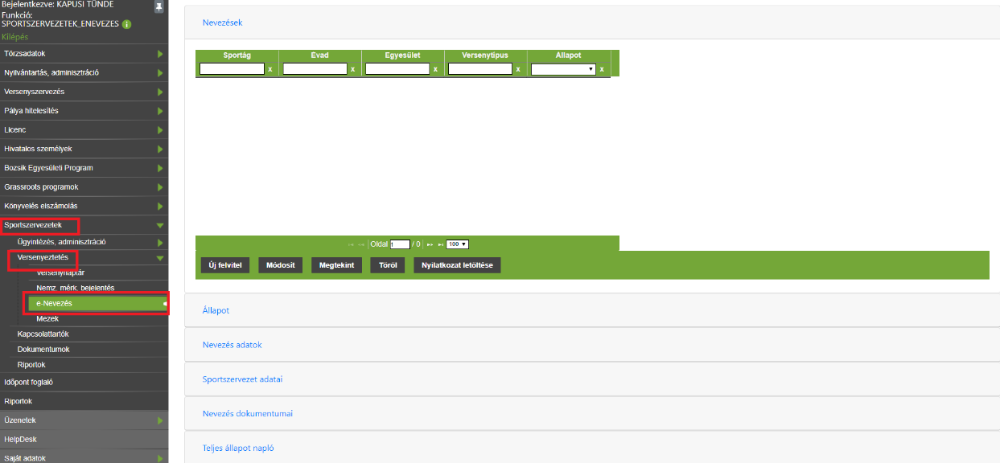 Bejelentkezve: KAPUSI TÜNDE
Funkció:
SPORTSZERVEZETEK_ENEVEZES i
Kilépés
Törzsadatok
Nyilvántartás, adminisztráció
Versenyszervezés
Pálya hitelesítés
Licenc
Hivatalos személyek
Bozsik Egyesületi Program
Grassroots programok
Könyvelés elszámolás
Sportszervezetek
Ügyintézés, adminisztráció
Versenyeztetés
Versenynaptár
Nemz. mérk. bejelentés
e-Nevezés
Mezek
Kapcsolattartók
Dokumentumok
Riportok
Időpont foglaló
Riportok
Üzenetek
HelpDesk
Saját adatok
Nevezések
Sportág Évad Egyesület Versenytípus Állapot
x x x x x
Oldal 1 / 0 100
Új felvitel Módosít Megtekint Töröl Nyilatkozat letöltése
Állapot
Nevezés adatok
Sportszervezet adatai
Nevezés dokumentumai
Teljes állapot napló